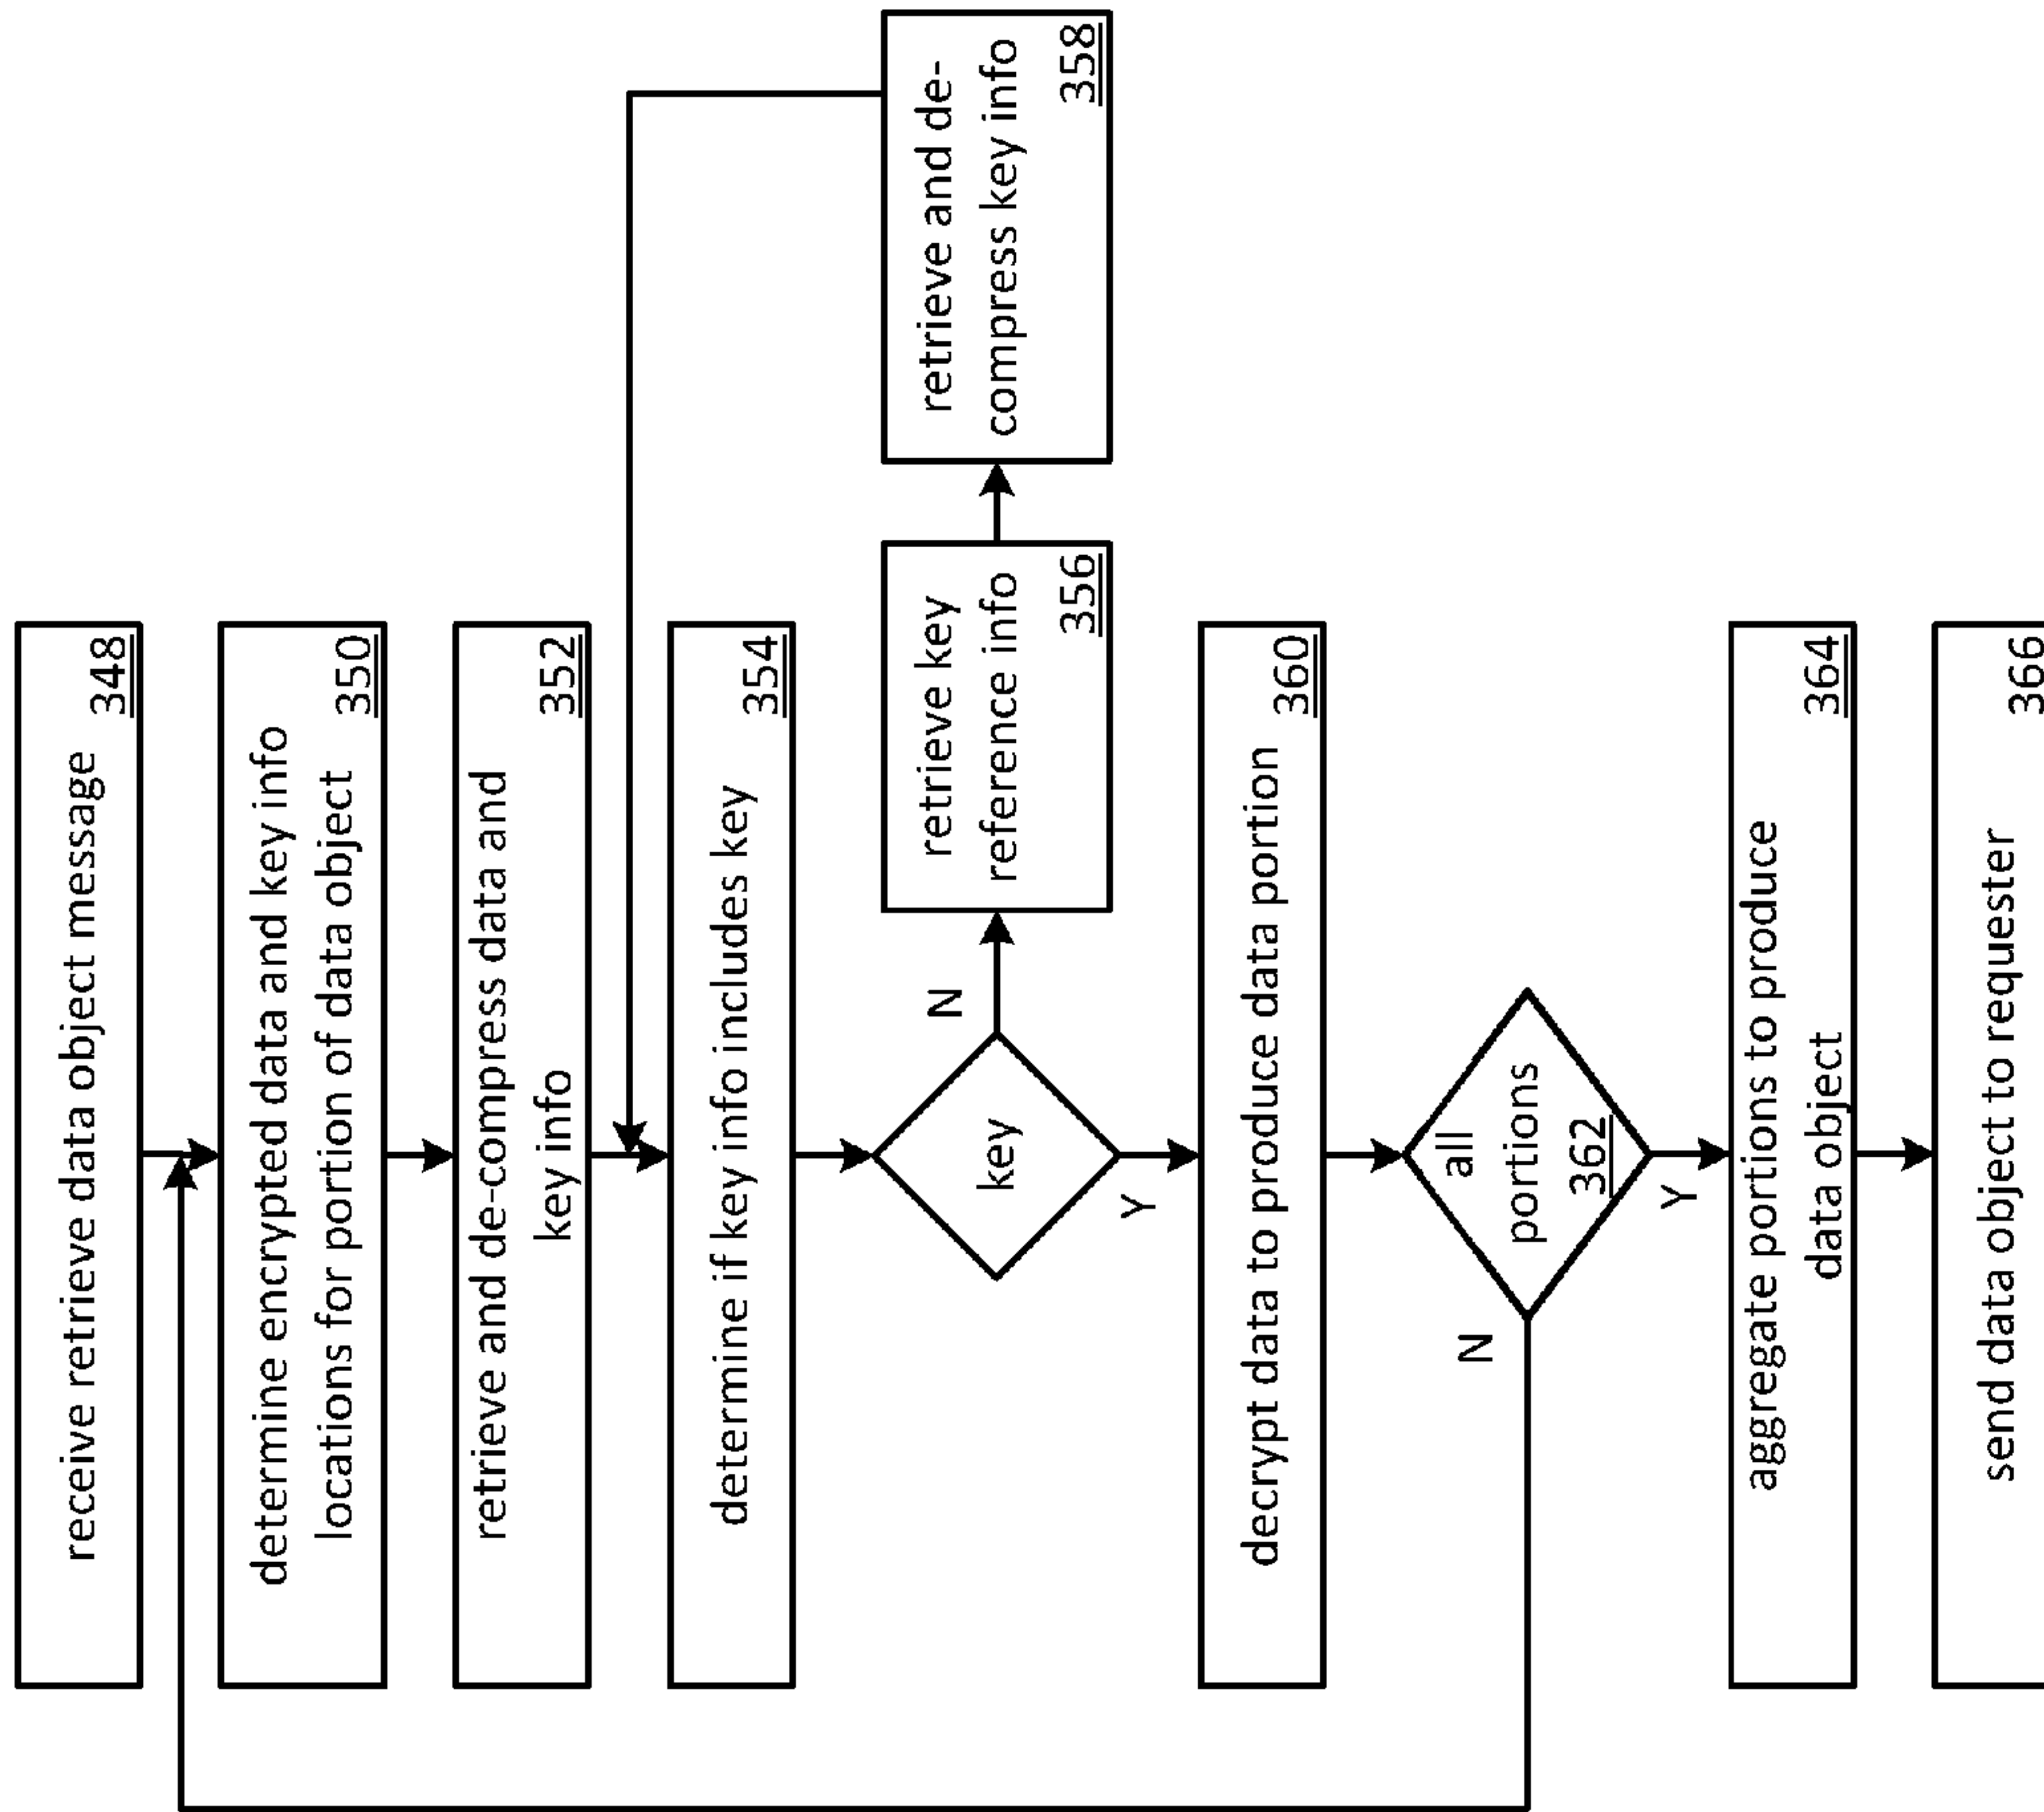 receive retrieve data object message
348
determine encrypted data and key info
locations for portion of data object
350
retrieve and de-compress data and
key info
352
determine if key info includes key
354
key
N
Y
retrieve key
reference info
356
retrieve and de-
compress key info
358
decrypt data to produce data portion
360
all
portions
362
N
Y
aggregate portions to produce
data object
364
send data object to requester
366